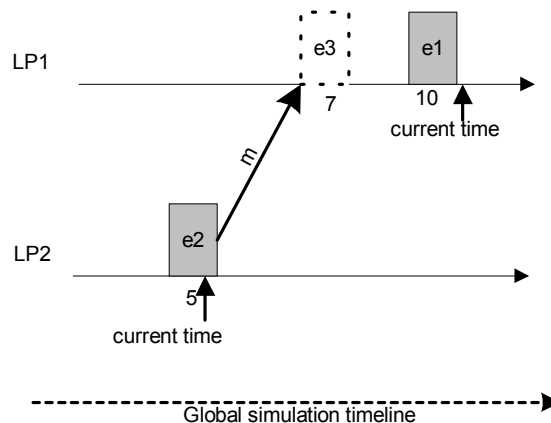 e3
e1
LP1
7
10
current time
m
e2
LP2
5
current time
Global simulation timeline